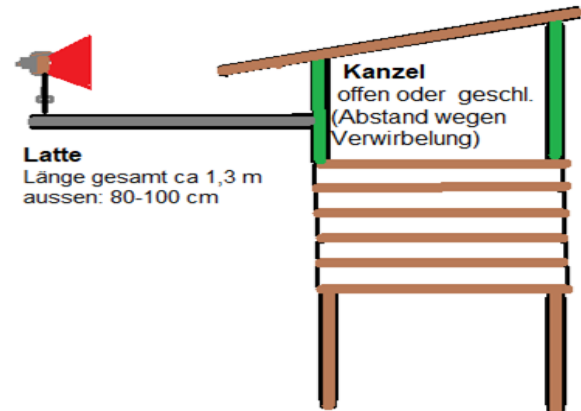 Kanzel
offen oder geschl.
(Abstand wegen
Verwirbelung)
Latte
Länge gesamt ca 1,3 m
aussen: 80-100 cm